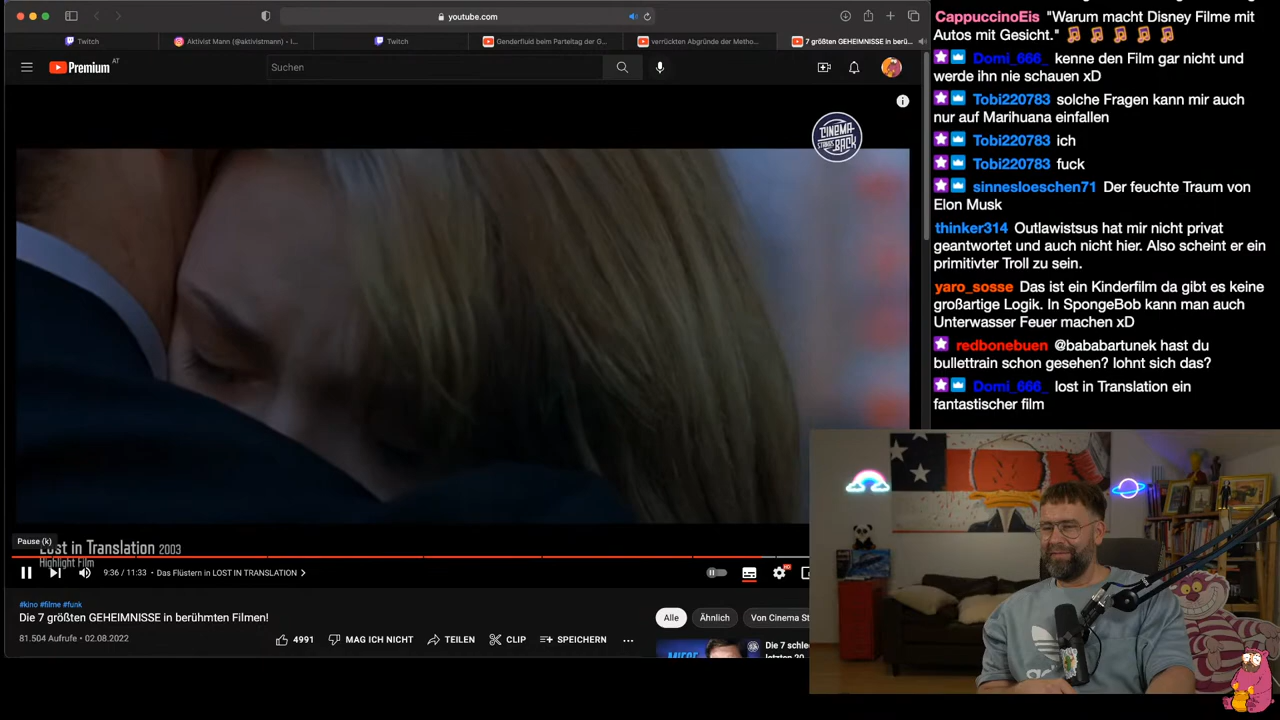 youtube.com
Twitch
Aktivist Mann (@aktivistmann) • I...
Twitch
Genderfluid beim Parteitag der G...
verrückten Abgründe der Metho...
7 größten GEHEIMNISSE in berü...
Premium AT
Suchen
CINEMA
STRIKES
BACK
Lost in Translation 2003
Highlight Film
Pause (k)
9:36 / 11:33 • Das Flüstern in LOST IN TRANSLATION >
HD
#kino #filme #funk
Die 7 größten GEHEIMNISSE in berühmten Filmen!
81.504 Aufrufe • 02.08.2022
4991 MAG ICH NICHT TEILEN CLIP SPEICHERN
Alle Ähnlich Von Cinema St
Die 7 schle
letzten 20
MIESE
CappuccinoEis "Warum macht Disney Filme mit
Autos mit Gesicht."
Domi_666_ kenne den Film gar nicht und
werde ihn nie schauen xD
Tobi220783 solche Fragen kann mir auch
nur auf Marihuana einfallen
Tobi220783 ich
Tobi220783 fuck
sinnesloeschen71 Der feuchte Traum von
Elon Musk
thinker314 Outlawistsus hat mir nicht privat
geantwortet und auch nicht hier. Also scheint er ein
primitivter Troll zu sein.
yaro_sosse Das ist ein Kinderfilm da gibt es keine
großartige Logik. In SpongeBob kann man auch
Unterwasser Feuer machen xD
redbonebuen @bababartunek hast du
bullettrain schon gesehen? lohnt sich das?
Domi_666_ lost in Translation ein
fantastischer film